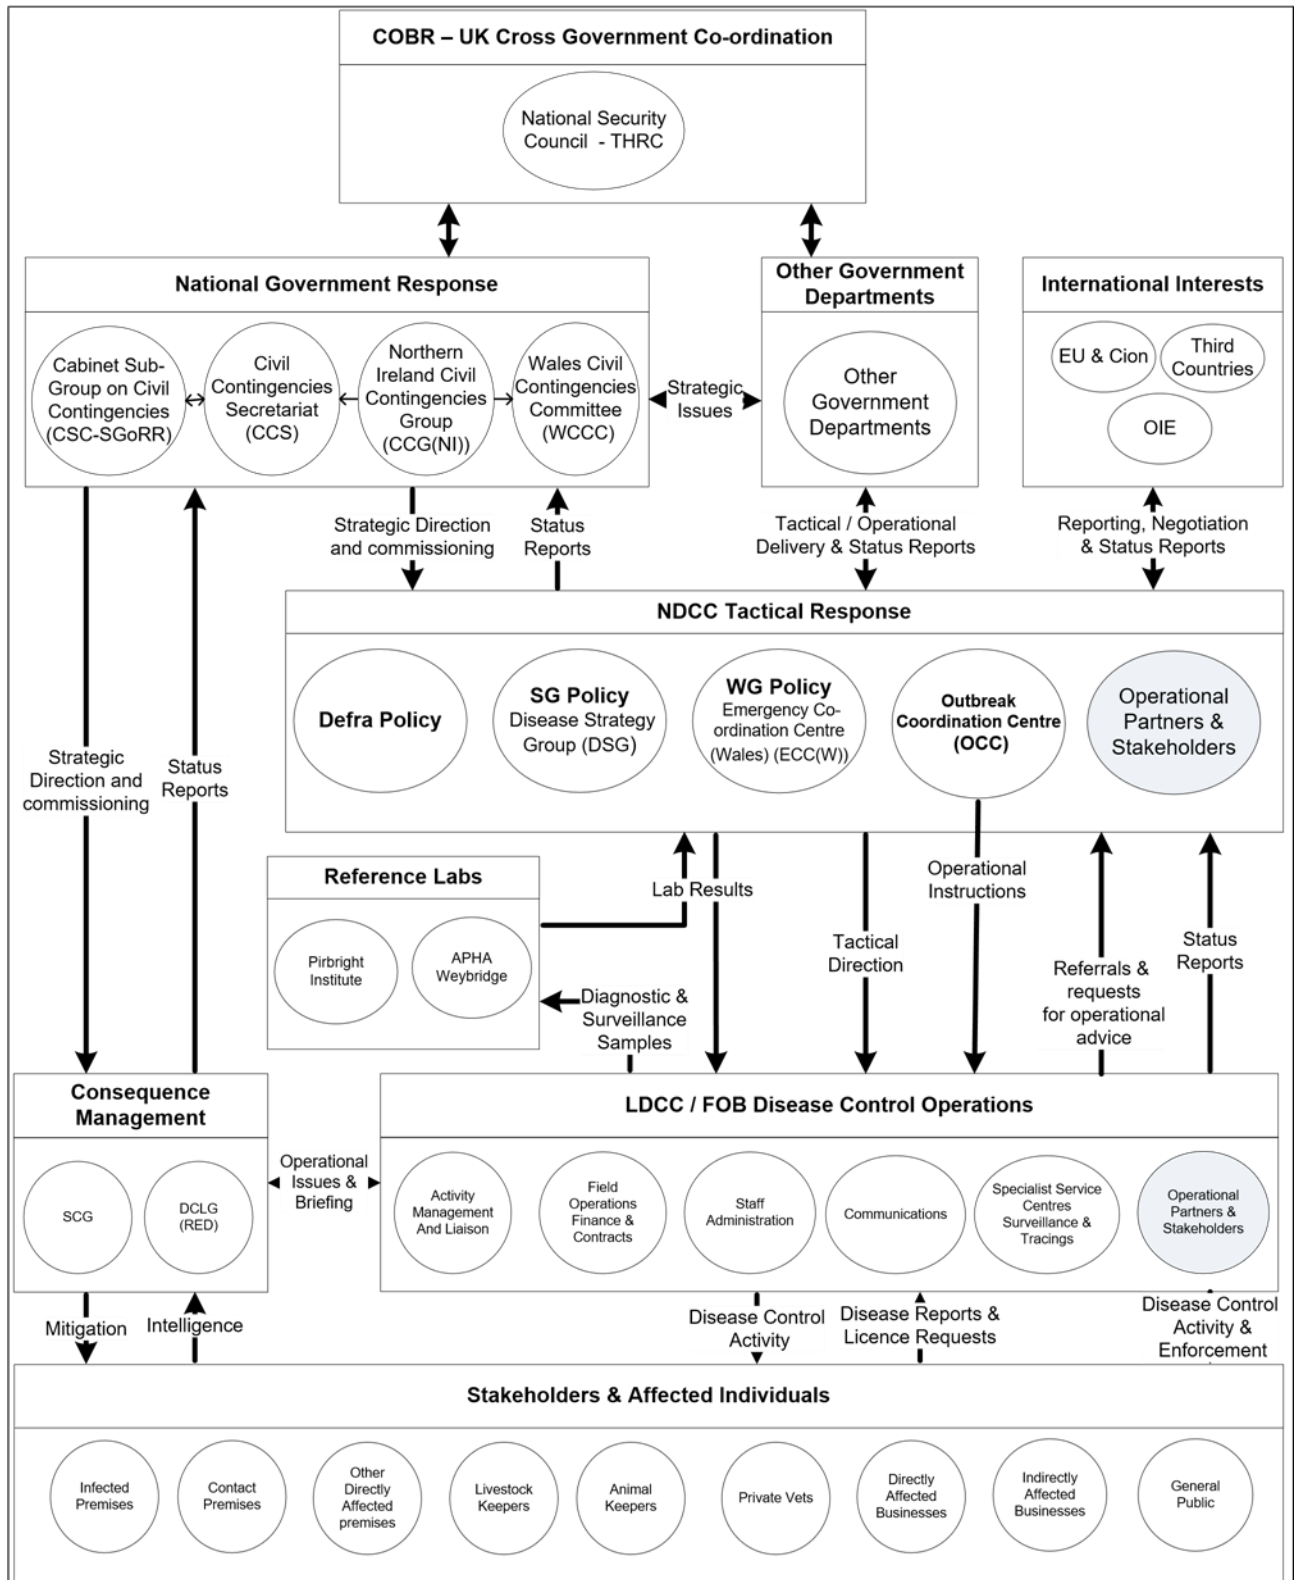 COBR – UK Cross Government Co-ordination
National Security
Council - THRC
National Government Response
Cabinet Sub-
Group on Civil
Contingencies
(CSC-SGoRR)
Civil
Contingencies
Secretariat
(CCS)
Northern
Ireland Civil
Contingencies
Group
(CCG(NI))
Wales Civil
Contingencies
Committee
(WCCC)
Strategic
Issues
Other Government
Departments
Other
Government
Departments
International Interests
EU & Cion
Third
Countries
OIE
Strategic Direction
and commissioning
Status
Reports
Tactical / Operational
Delivery & Status Reports
Reporting, Negotiation
& Status Reports
NDCC Tactical Response
Defra Policy
SG Policy
Disease Strategy
Group (DSG)
WG Policy
Emergency Co-
ordination Centre
(Wales) (ECC(W))
Outbreak
Coordination Centre
(OCC)
Operational
Partners &
Stakeholders
Strategic
Direction and
commissioning
Status
Reports
Reference Labs
Pirbright
Institute
APHA
Weybridge
Lab Results
Diagnostic &
Surveillance
Samples
Tactical
Direction
Operational
Instructions
Referrals &
requests
for operational
advice
Status
Reports
Consequence
Management
SCG
DCLG
(RED)
Operational
Issues &
Briefing
LDCC / FOB Disease Control Operations
Activity
Management
And Liaison
Field
Operations
Finance &
Contracts
Staff
Administration
Communications
Specialist Service
Centres
Surveillance &
Tracings
Operational
Partners &
Stakeholders
Mitigation
Intelligence
Disease Control
Activity
Disease Reports &
Licence Requests
Disease Control
Activity &
Enforcement
Stakeholders & Affected Individuals
Infected
Premises
Contact
Premises
Other
Directly
Affected
premises
Livestock
Keepers
Animal
Keepers
Private Vets
Directly
Affected
Businesses
Indirectly
Affected
Businesses
General
Public